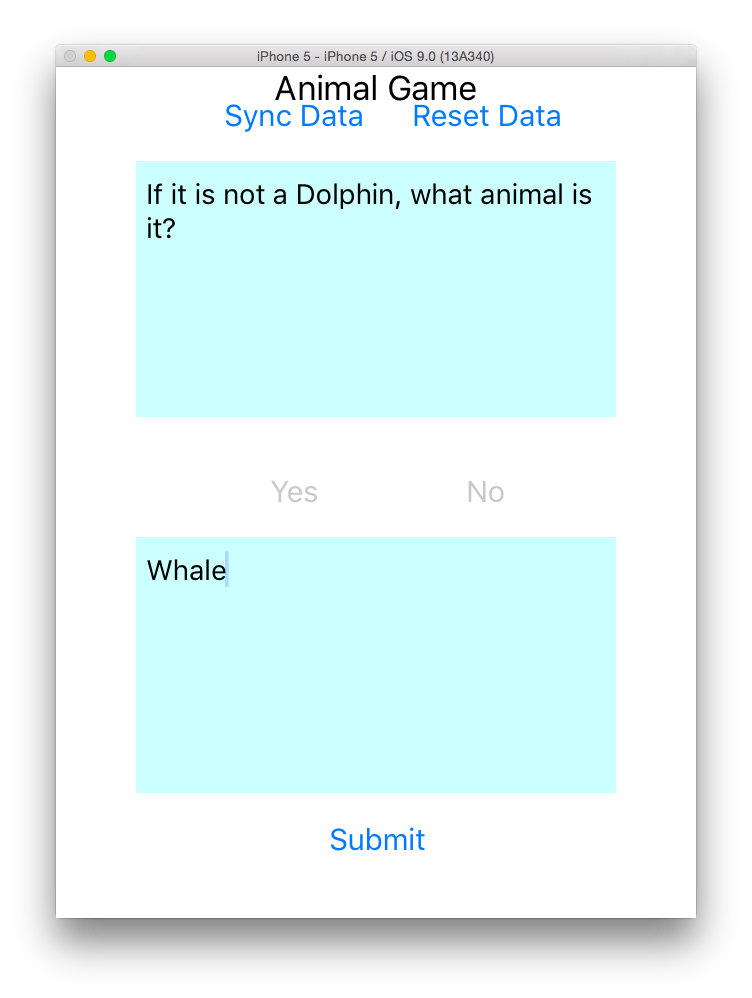 iPhone 5 - iPhone 5 / iOS 9.0 (13A340)
Animal Game
Sync Data Reset Data
If it is not a Dolphin, what animal is
it?
Yes No
Whale
Submit